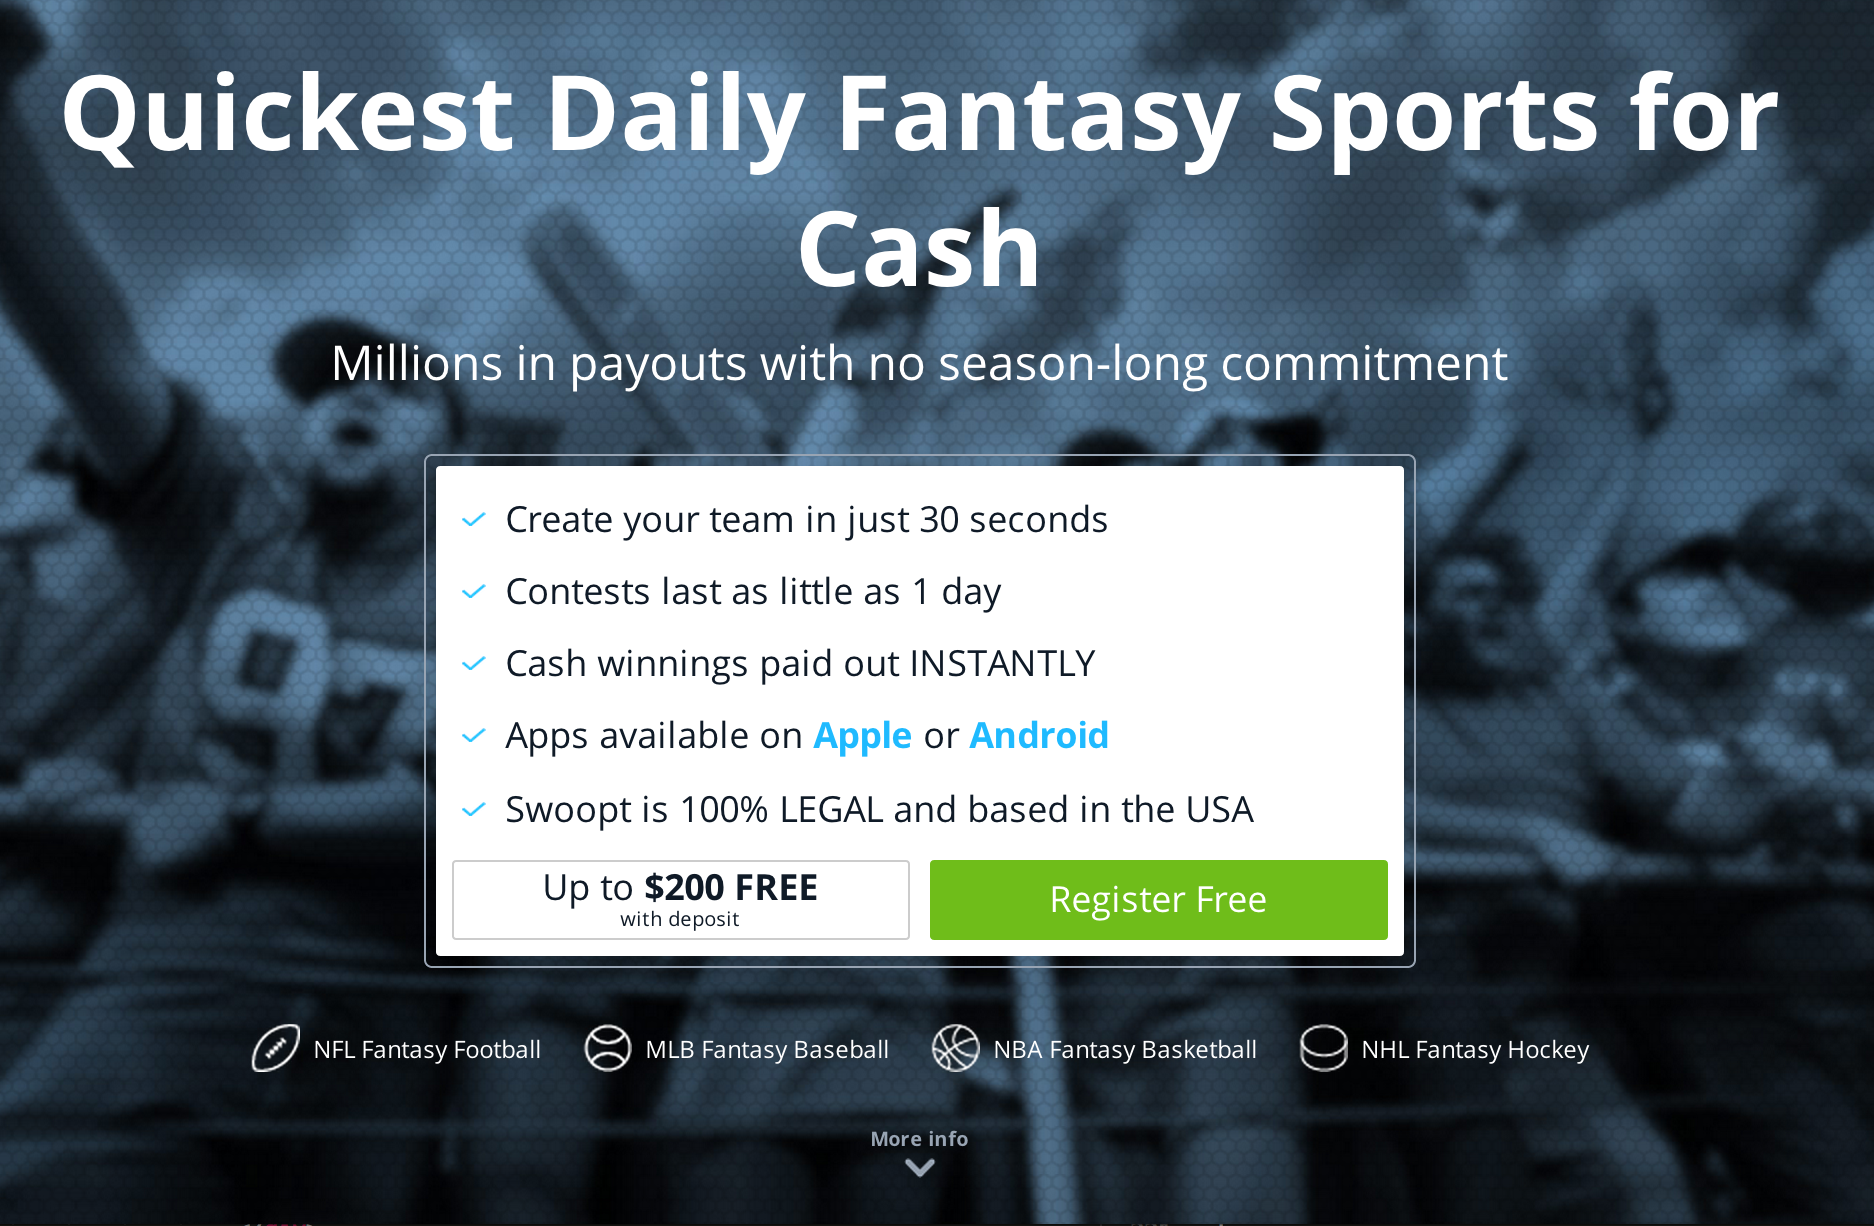 Quickest Daily Fantasy Sports for
Cash
Millions in payouts with no season-long commitment
Create your team in just 30 seconds
Contests last as little as 1 day
Cash winnings paid out INSTANTLY
Apps available on Apple or Android
Swoopt is 100% LEGAL and based in the USA
Up to $200 FREE
with deposit
Register Free
NFL Fantasy Football
MLB Fantasy Baseball
NBA Fantasy Basketball
NHL Fantasy Hockey
More info